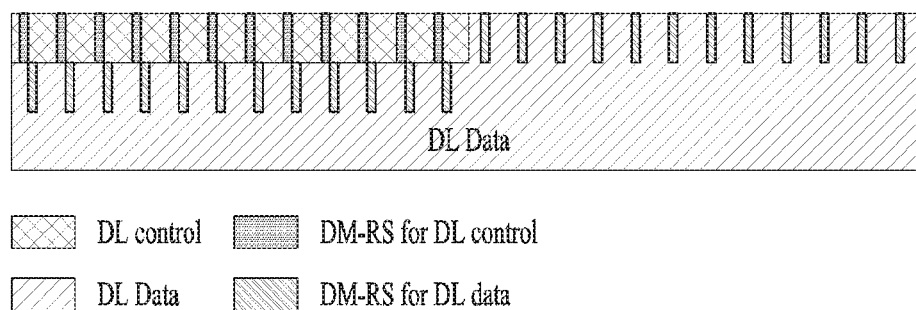 DL Data
DL control
DM-RS for DL control
DL Data
DM-RS for DL data